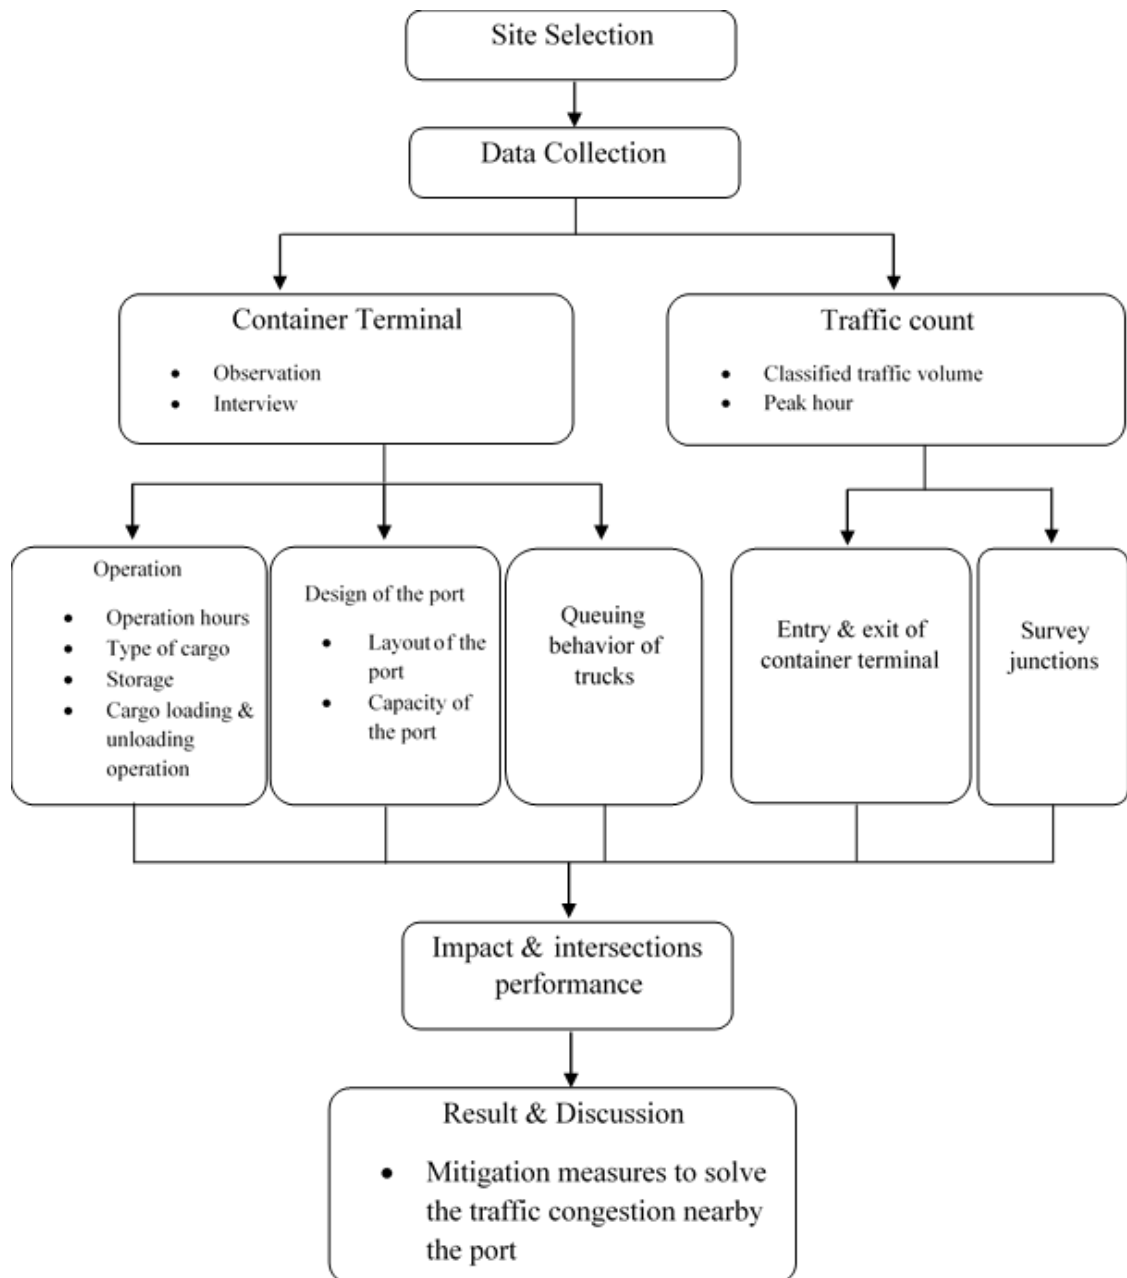 Site Selection
Data Collection
Container Terminal
• Observation
• Interview
Traffic count
• Classified traffic volume
• Peak hour
Operation
• Operation hours
• Type of cargo
• Storage
• Cargo loading &
unloading
operation
Design of the port
• Layout of the
port
• Capacity of
the port
Queuing
behavior of
trucks
Entry & exit of
container terminal
Survey
junctions
Impact & intersections
performance
Result & Discussion
• Mitigation measures to solve
the traffic congestion nearby
the port